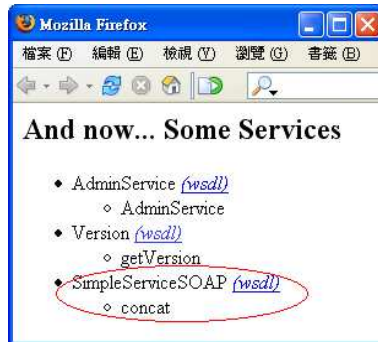 Mozilla Firefox
檔案 (F) 編輯 (E) 檢視 (V) 瀏覽 (G) 書籤 (B)
And now... Some Services
AdminService (wsdl)
AdminService
Version (wsdl)
getVersion
SimpleServiceSOAP (wsdl)
concat